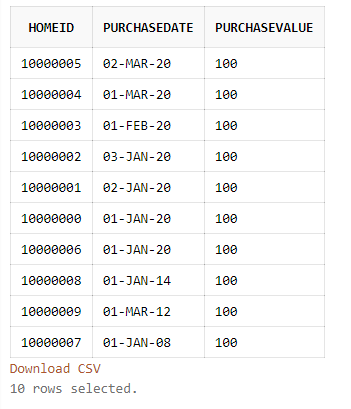 HOMEID PURCHASEDATE PURCHASEVALUE
10000005 02-MAR-20 100
10000004 01-MAR-20 100
10000003 01-FEB-20 100
10000002 03-JAN-20 100
10000001 02-JAN-20 100
10000000 01-JAN-20 100
10000006 01-JAN-20 100
10000008 01-JAN-14 100
10000009 01-MAR-12 100
10000007 01-JAN-08 100
Download CSV
10 rows selected.